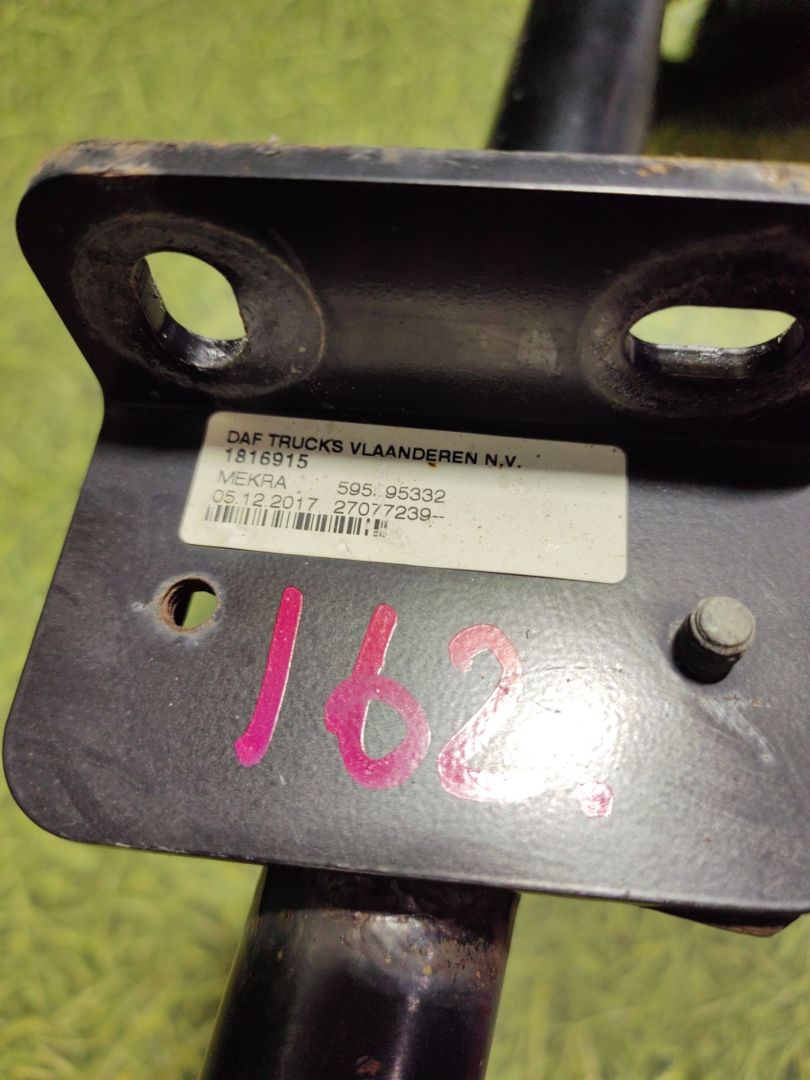 DAF TRUCKS VLAANDEREN N.V.
1816915
MEKRA 595. 95332
05.12.2017 27077239--
162